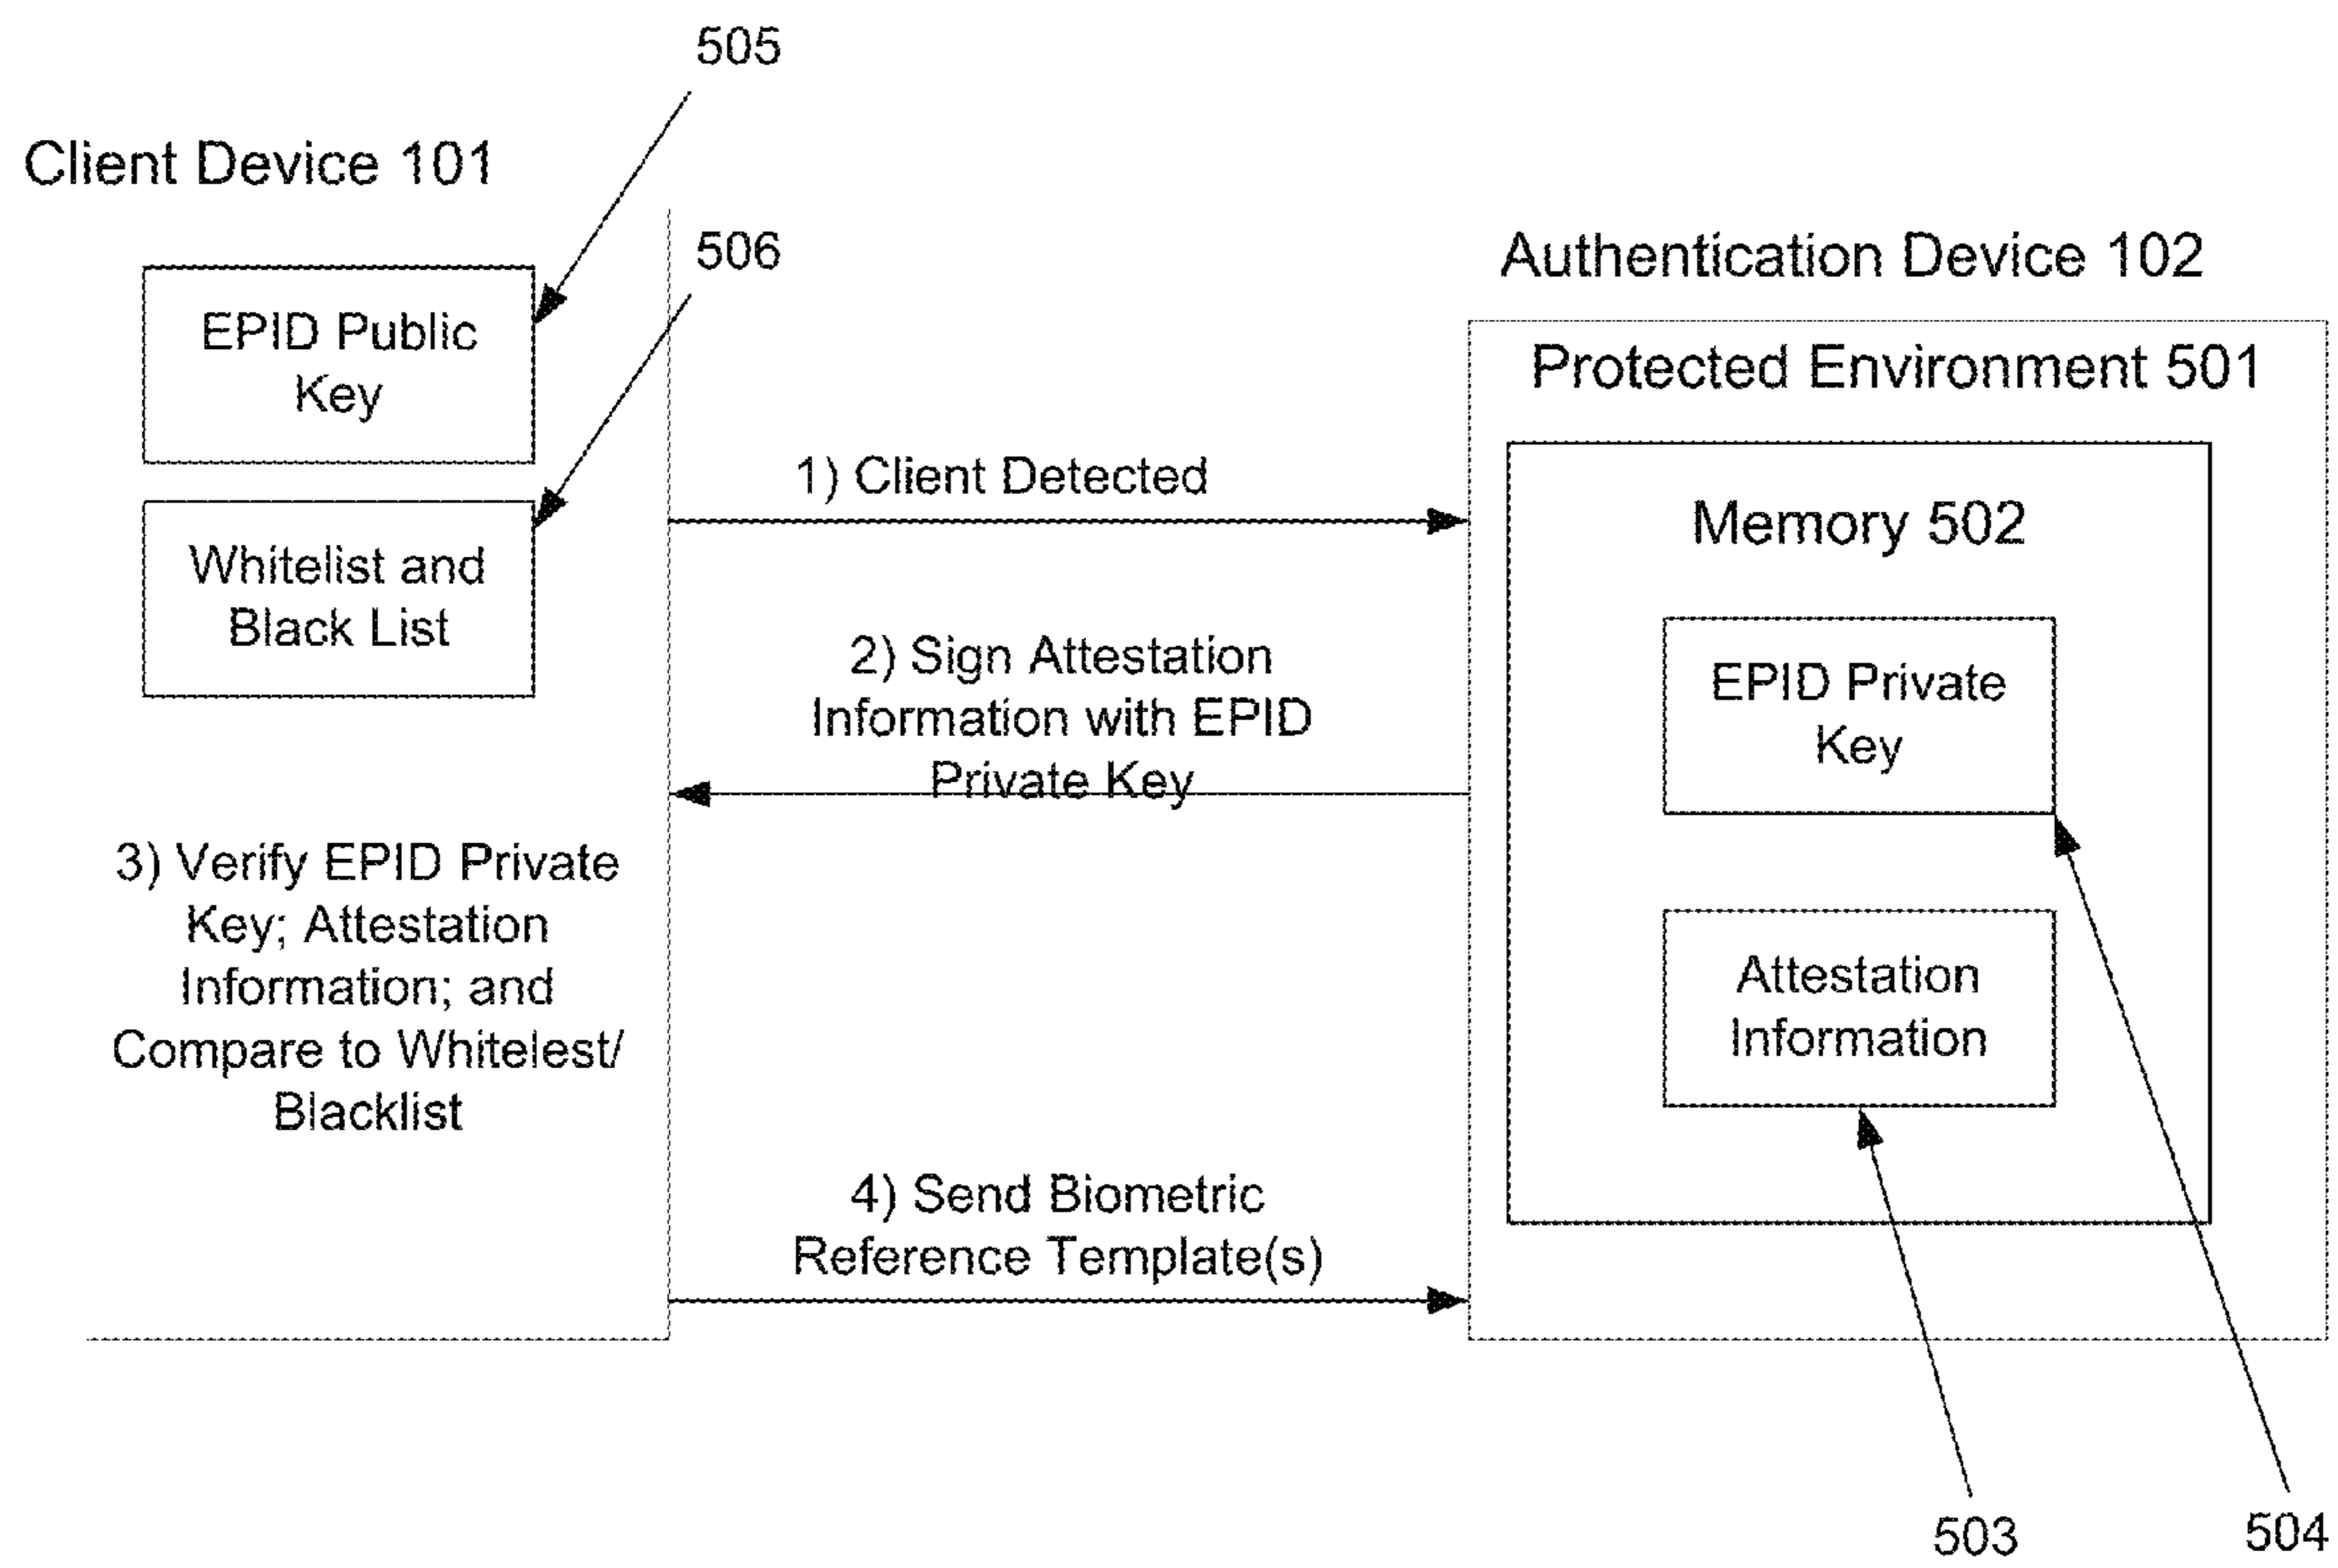 505
Client Device 101
506
EPID Public
Key
Whitelist and
Black List
Authentication Device 102
Protected Environment 501
Memory 502
EPID Private
Key
Attestation
Information
1) Client Detected
2) Sign Attestation
Information with EPID
Private Key
3) Verify EPID Private
Key; Attestation
Information; and
Compare to Whitelest/
Blacklist
4) Send Biometric
Reference Template(s)
503
504